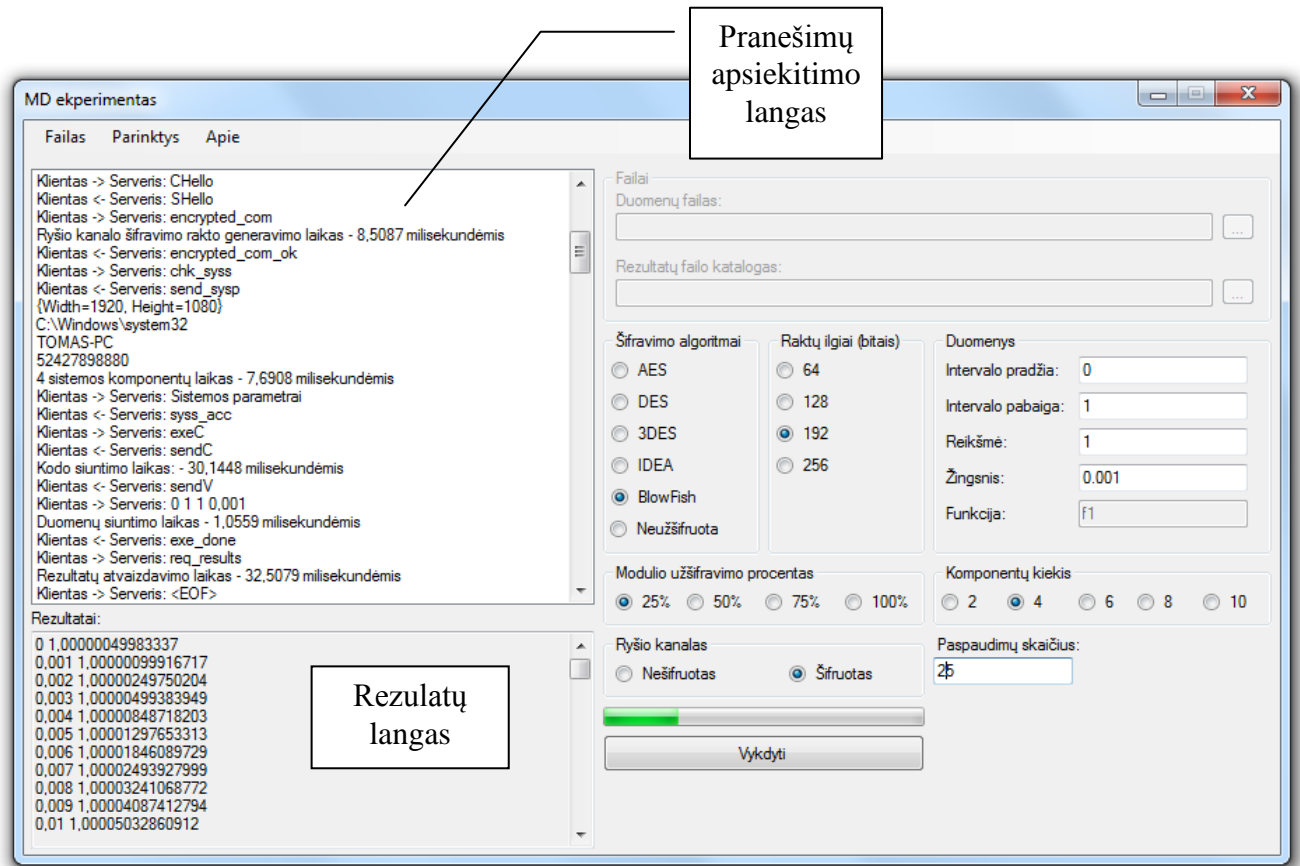 Pranešimų
apsiekitimo
langas
MD ekperimentas
Failas Parinktys Apie
Klientas -> Serveris: CHello
Klientas <- Serveris: SHello
Klientas -> Serveris: encrypted_com
Ryšio kanalo šifravimo rakto generavimo laikas - 8,5087 milisekundėmis
Klientas <- Serveris: encrypted_com_ok
Klientas -> Serveris: chk_syss
Klientas <- Serveris: send_sysp
{Width=1920, Height=1080}
C:\Windows\system32
TOMAS-PC
52427898880
4 sistemos komponentų laikas - 7,6908 milisekundėmis
Klientas -> Serveris: Sistemos parametrai
Klientas <- Serveris: syss_acc
Klientas -> Serveris: exeC
Klientas <- Serveris: sendC
Kodo siuntimo laikas: - 30,1448 milisekundėmis
Klientas <- Serveris: sendV
Klientas -> Serveris: 0 1 1 0,001
Duomenų siuntimo laikas - 1,0559 milisekundėmis
Klientas <- Serveris: exe_done
Klientas -> Serveris: req_results
Rezultatų atvaizdavimo laikas - 32,5079 milisekundėmis
Klientas -> Serveris: <EOF>
Rezultatai:
0 1,00000049983337
0,001 1,00000099916717
0,002 1,00000249750204
0,003 1,00000499383949
0,004 1,00000848718203
0,005 1,00001297653313
0,006 1,00001846089729
0,007 1,00002493927999
0,008 1,00003241068772
0,009 1,00004087412794
0,01 1,00005032860912
Rezulatų
langas
Failai
Duomenų failas:
...
Rezultatų failo katalogas:
...
Šifravimo algoritmai
AES
DES
3DES
IDEA
BlowFish
Neužšifruota
Raktų ilgiai (bitais)
64
128
192
256
Duomenys
Intervalo pradžia: 0
Intervalo pabaiga: 1
Reikšmė: 1
Žingsnis: 0.001
Funkcija: f1
Modulio užšifravimo procentas
25% 50% 75% 100%
Komponentų kiekis
2 4 6 8 10
Ryšio kanalas
Nešifruotas Šifruotas
Paspaudimų skaičius:
25
Vykdyti